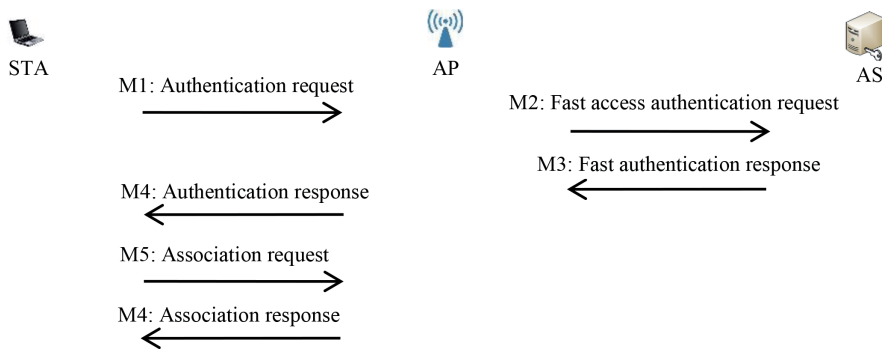 STA
AP
AS
M1: Authentication request
M2: Fast access authentication request
M3: Fast authentication response
M4: Authentication response
M5: Association request
M4: Association response